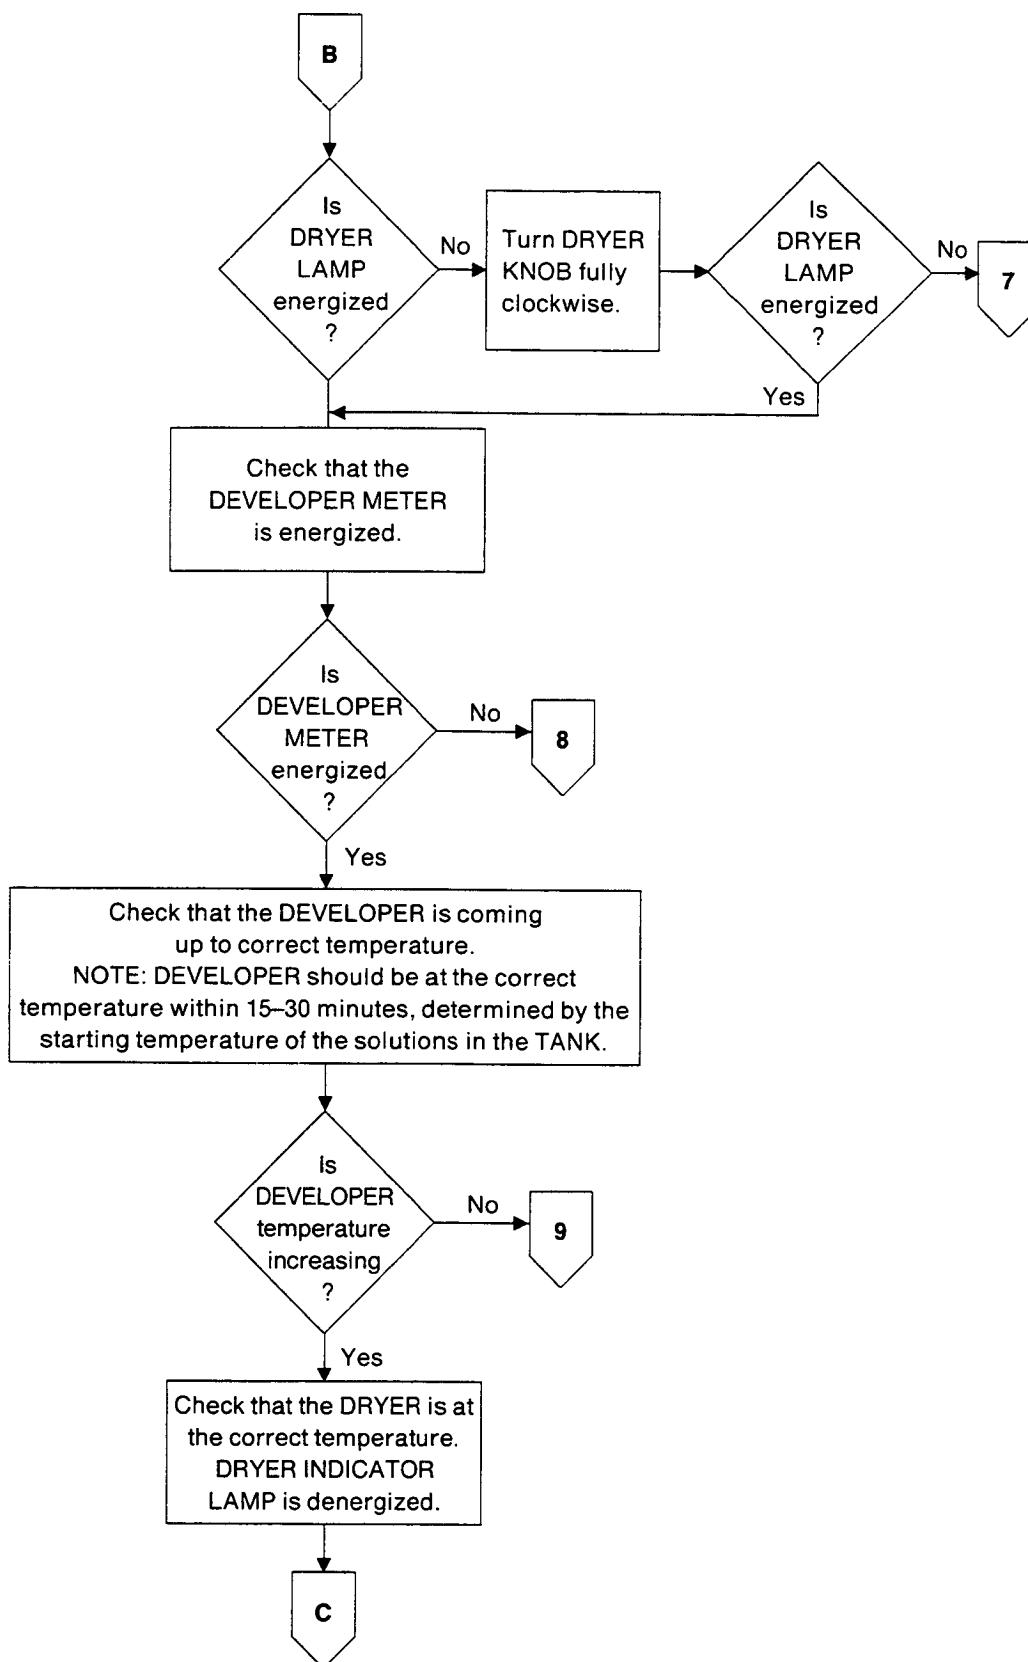 B
Is
DRYER
LAMP
energized
?
No
Turn DRYER
KNOB fully
clockwise.
Is
DRYER
LAMP
energized
?
No
7
Yes
Check that the
DEVELOPER METER
is energized.
Is
DEVELOPER
METER
energized
?
No
8
Yes
Check that the DEVELOPER is coming
up to correct temperature.
NOTE: DEVELOPER should be at the correct
temperature within 15–30 minutes, determined by the
starting temperature of the solutions in the TANK.
Is
DEVELOPER
temperature
increasing
?
No
9
Yes
Check that the DRYER is at
the correct temperature.
DRYER INDICATOR
LAMP is denergized.
C